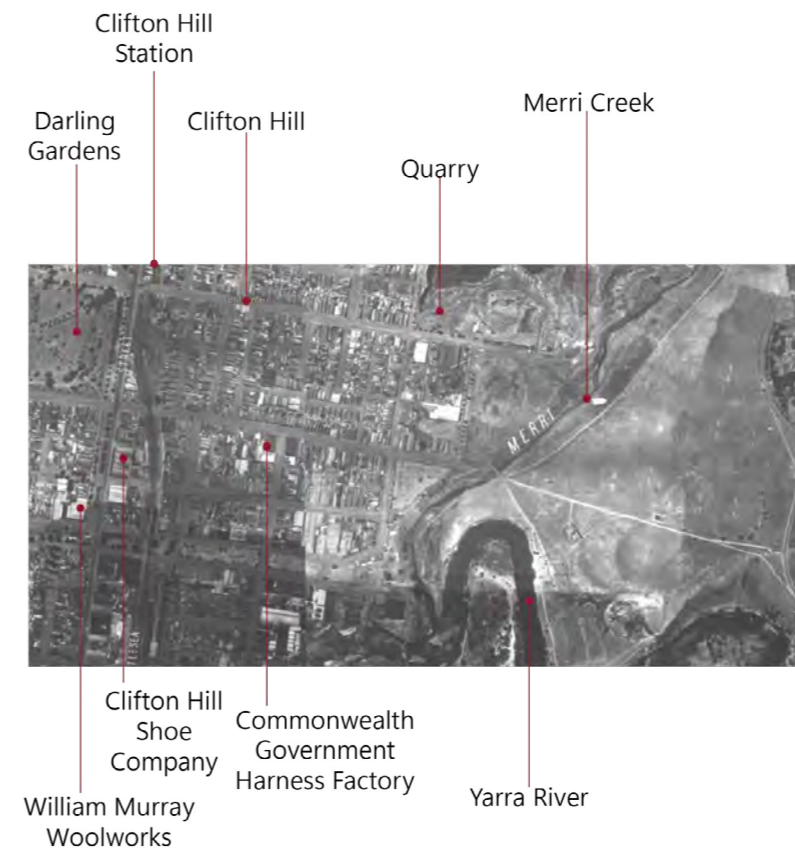 Clifton Hill
Station
Darling
Gardens
Clifton Hill
Quarry
Merri Creek
STREET
MERRI
Clifton Hill
Shoe
Company
Commonwealth
Government
Harness Factory
William Murray
Woolworks
Yarra River